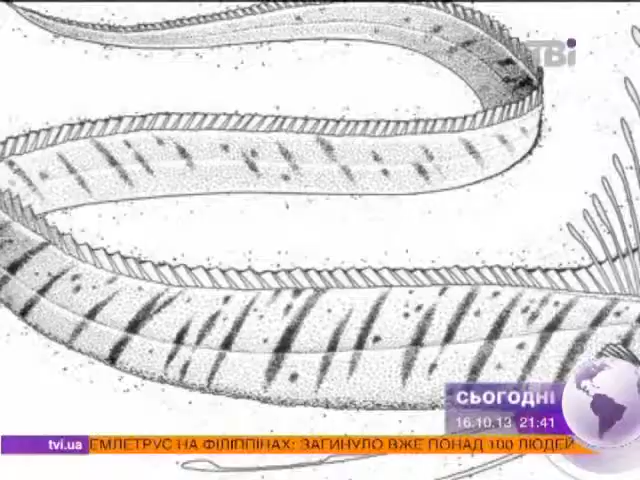 ТВі
СЬОГОДНІ
16.10.13 21:41
tvi.ua ЕМЛЕТРУС НА ФІЛІППІНАХ: ЗАГИНУЛО ВЖЕ ПОНАД 100 ЛЮДЕЙ